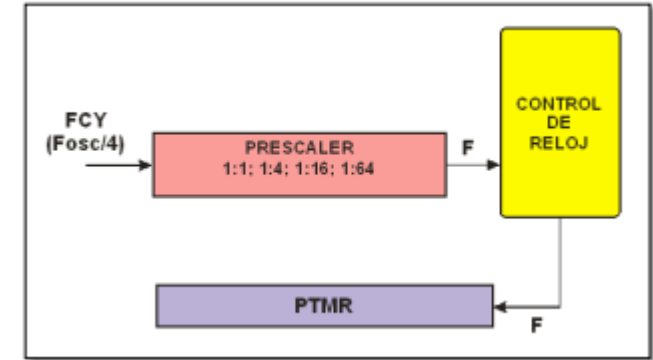 FCY
(Fosc/4)
PRESCALER
1:1; 1:4; 1:16; 1:64
F
CONTROL
DE
RELOJ
PTMR
F